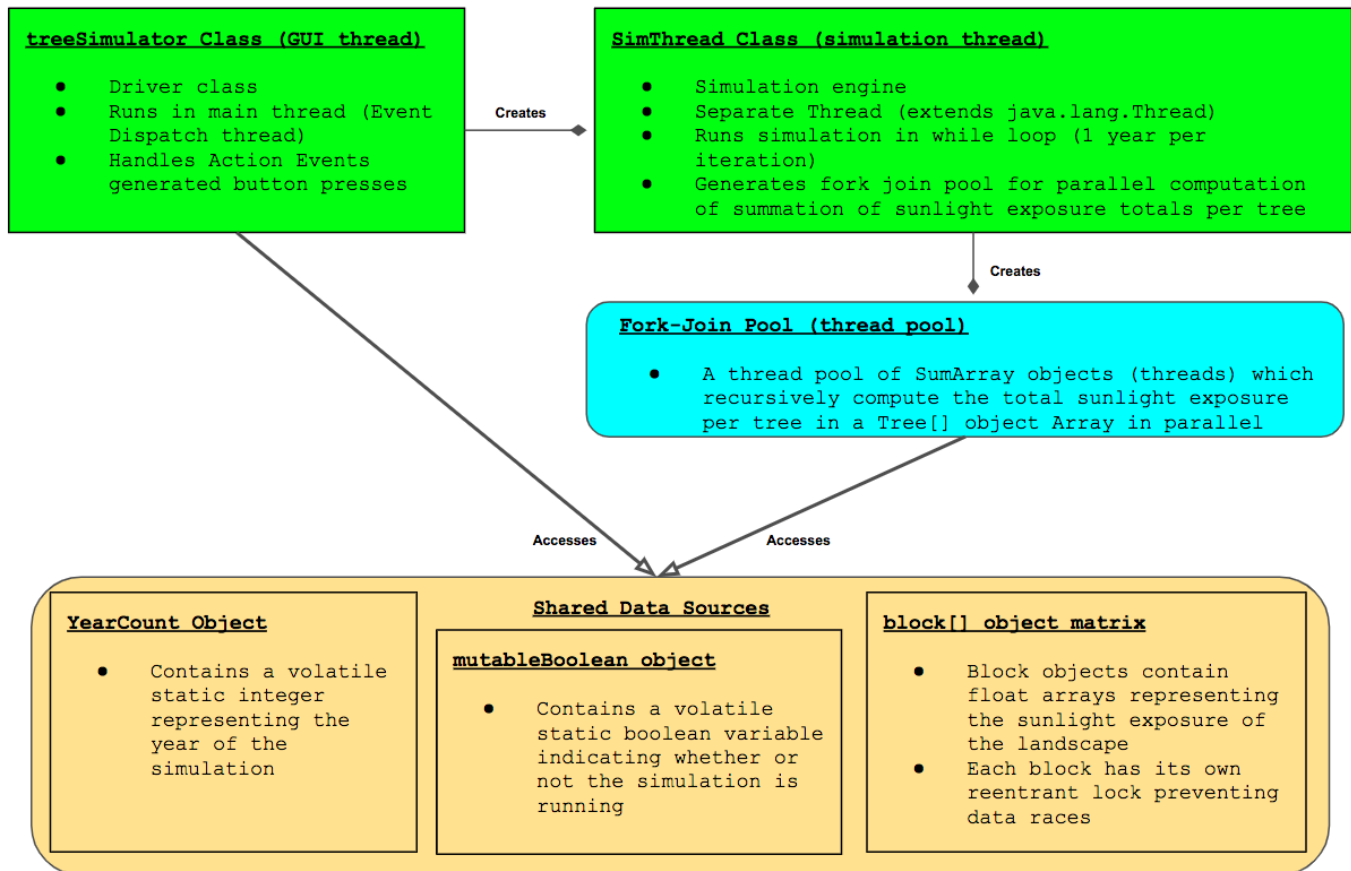 treeSimulator Class (GUI thread)
● Driver class
● Runs in main thread (Event
Dispatch thread)
● Handles Action Events
generated button presses
Creates
SimThread Class (simulation thread)
● Simulation engine
● Separate Thread (extends java.lang.Thread)
● Runs simulation in while loop (1 year per
iteration)
● Generates fork join pool for parallel computation
of summation of sunlight exposure totals per tree
Creates
Fork-Join Pool (thread pool)
● A thread pool of SumArray objects (threads) which
recursively compute the total sunlight exposure
per tree in a Tree[] object Array in parallel
Accesses
Accesses
Shared Data Sources
YearCount Object
● Contains a volatile
static integer
representing the
year of the
simulation
mutableBoolean object
● Contains a volatile
static boolean variable
indicating whether or
not the simulation is
running
block[] object matrix
● Block objects contain
float arrays representing
the sunlight exposure of
the landscape
● Each block has its own
reentrant lock preventing
data races